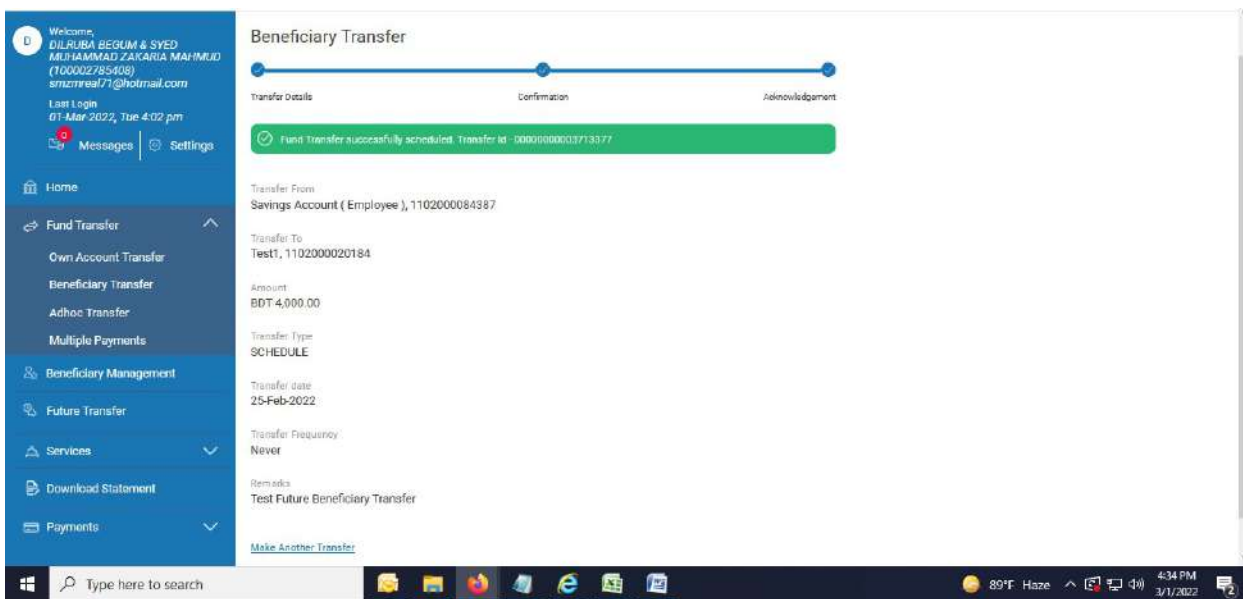 D
Welcome,
DILRUBA BEGUM & SYED
MUHAMMAD ZAKARIA MAHMUD
(100002785408)
smzmreal71@hotmail.com
Last Login
01-Mar-2022, Tue 4:02 pm
0
Messages
Settings
Home
Fund Transfer
Own Account Transfer
Beneficiary Transfer
Adhoc Transfer
Multiple Payments
Beneficiary Management
Future Transfer
Services
Download Statement
Payments
Beneficiary Transfer
Transfer Details
Confirmation
Acknowledgement
Fund Transfer successfully scheduled. Transfer Id -
Transfer From
Savings Account ( Employee ), 1102000084387
Transfer To
Test1, 1102000020184
Amount
BDT 4,000.00
Transfer Type
SCHEDULE
Transfer date
25-Feb-2022
Transfer Frequency
Never
Remarks
Test Future Beneficiary Transfer
Make Another Transfer
Type here to search
89°F Haze
4:34 PM
3/1/2022
2